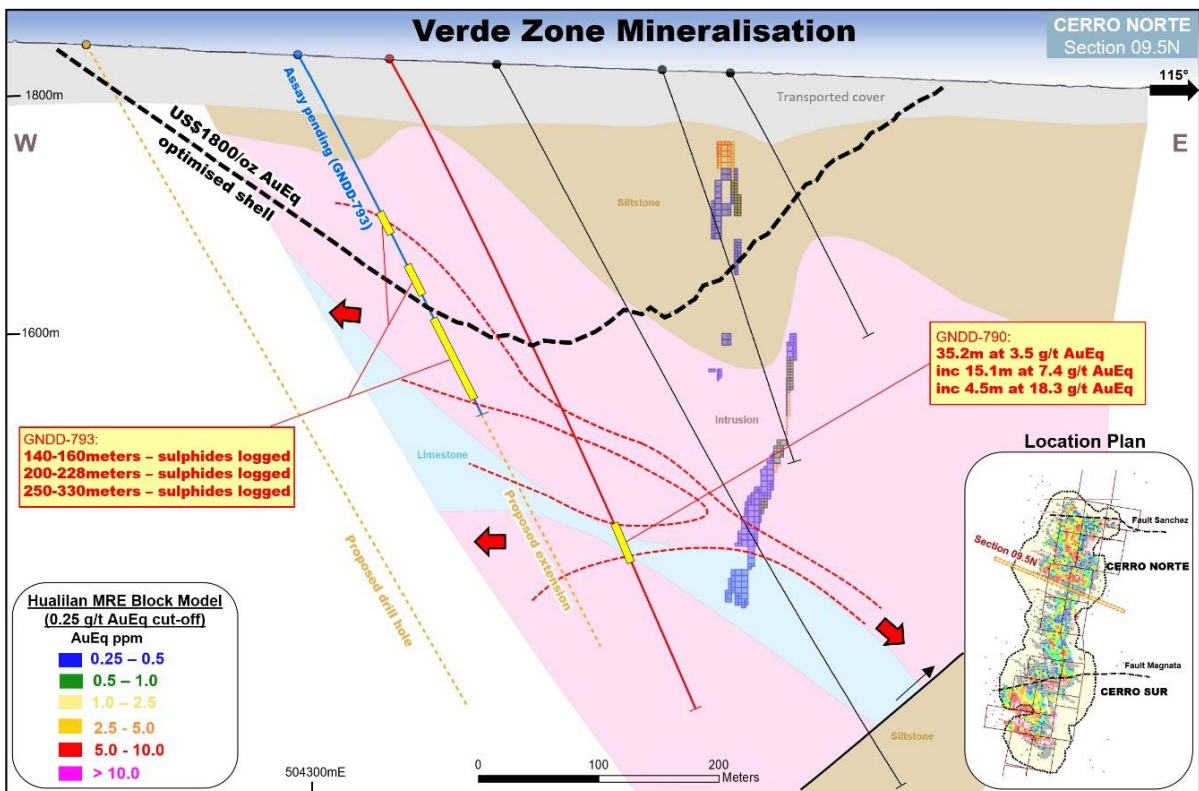 Verde Zone Mineralisation
CERRO NORTE
Section 09.5N
115°
1800m
Transported cover
W
E
US$1800/oz AuEq
optimised shell
Assay pending (GNDD-793)
Siltstone
1600m
GNDD-790:
35.2m at 3.5 g/t AuEq
inc 15.1m at 7.4 g/t AuEq
inc 4.5m at 18.3 g/t AuEq
Intrusion
GNDD-793:
140-160meters – sulphides logged
200-228meters – sulphides logged
250-330meters – sulphides logged
Limestone
Proposed extension
Proposed drill hole
Location Plan
Fault Sanchez
Section 09.5N
CERRO NORTE
Fault Magnata
CERRO SUR
Hualilan MRE Block Model
(0.25 g/t AuEq cut-off)
AuEq ppm
0.25 – 0.5
0.5 – 1.0
1.0 – 2.5
2.5 - 5.0
5.0 - 10.0
> 10.0
Siltstone
504300mE
0 100 200
Meters